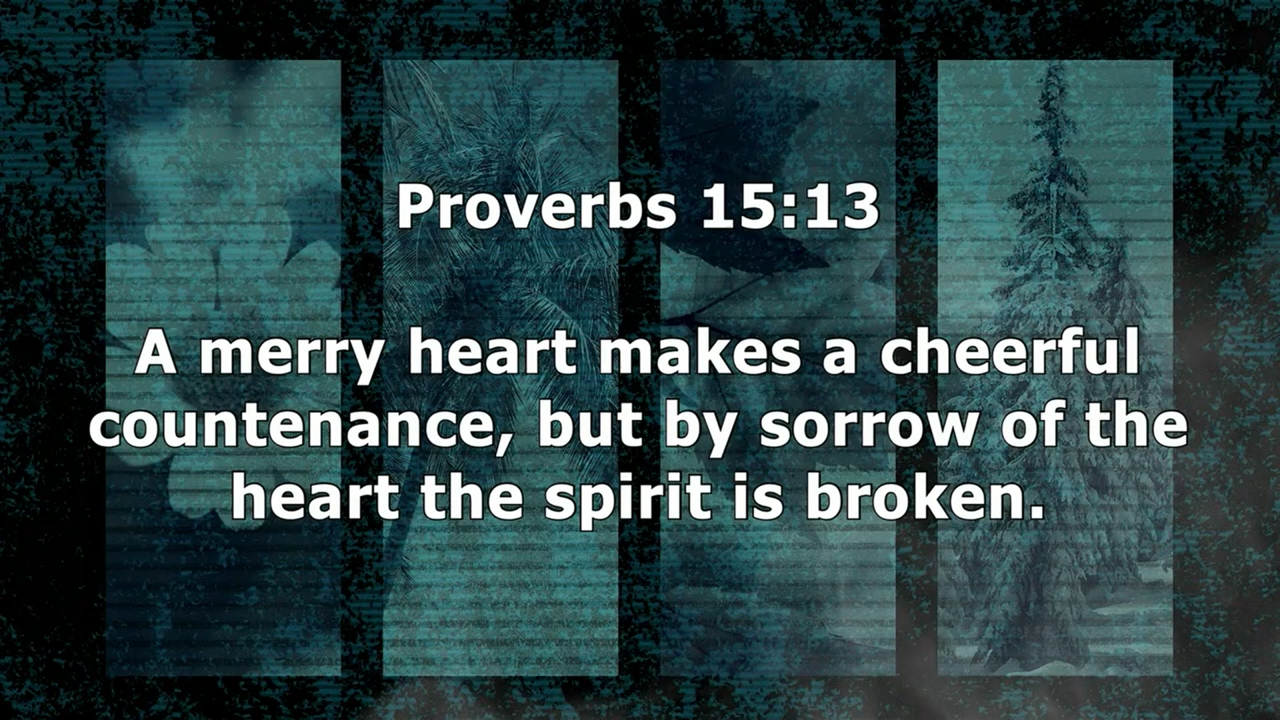 Proverbs 15:13
A merry heart makes a cheerful
countenance, but by sorrow of the
heart the spirit is broken.